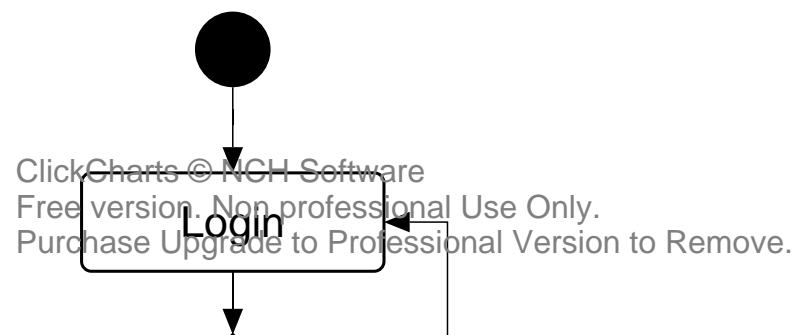 ClickCharts © NCH Software
Free version. Non professional Use Only.
Login
Purchase Upgrade to Professional Version to Remove.